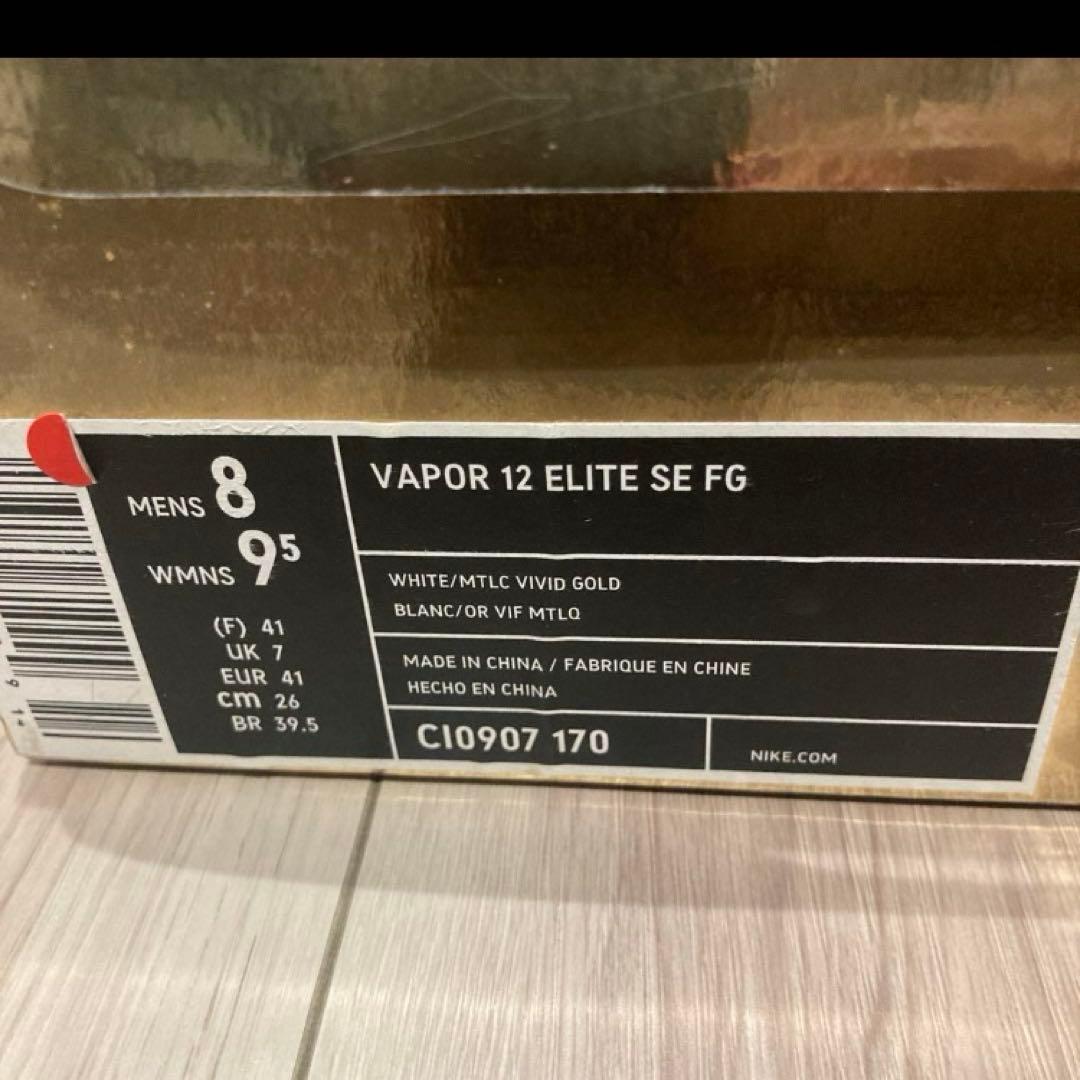 MENS 8
WMNS 9⁵
(F) 41
UK 7
EUR 41
cm 26
BR 39.5
VAPOR 12 ELITE SE FG
WHITE/MTLC VIVID GOLD
BLANC/OR VIF MTLQ
MADE IN CHINA / FABRIQUE EN CHINE
HECHO EN CHINA
CI0907 170
NIKE.COM